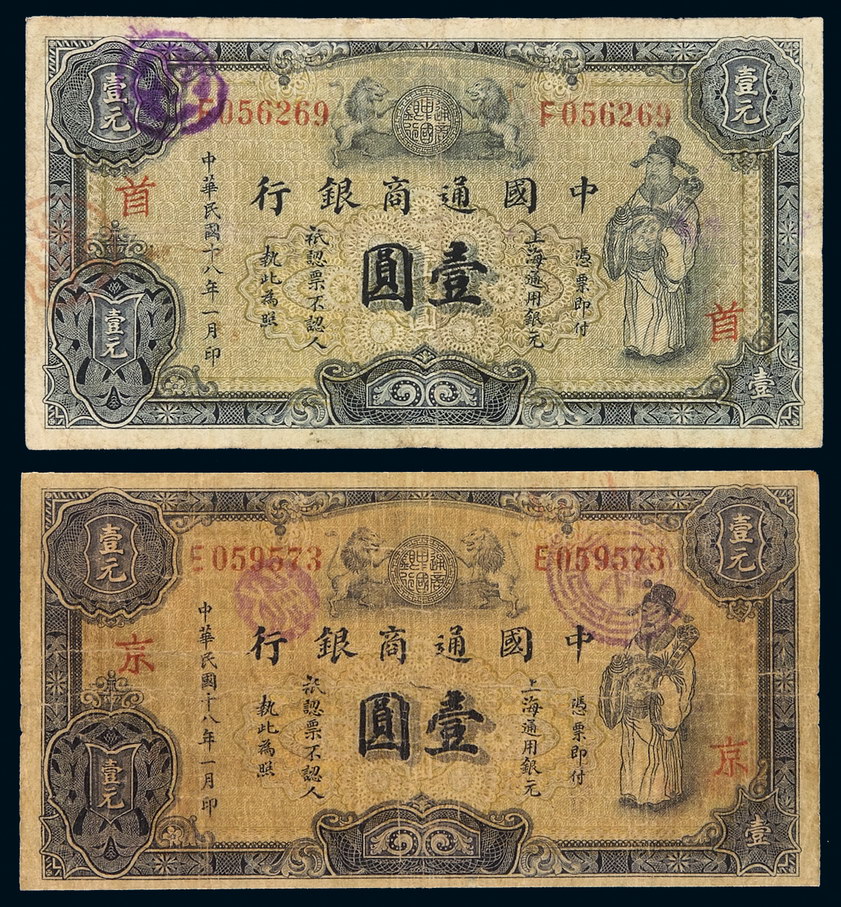 壹元
壹元
F056269
F056269
中國通商銀行
首
首
憑票即付
上海通用銀元
壹圓
祇認票不認人
執此為照
中華民國十八年一月印
壹元
壹
壹元
壹元
E059573
E059573
中國通商銀行
京
京
憑票即付
上海通用銀元
壹圓
祇認票不認人
執此為照
中華民國十八年一月印
壹元
壹